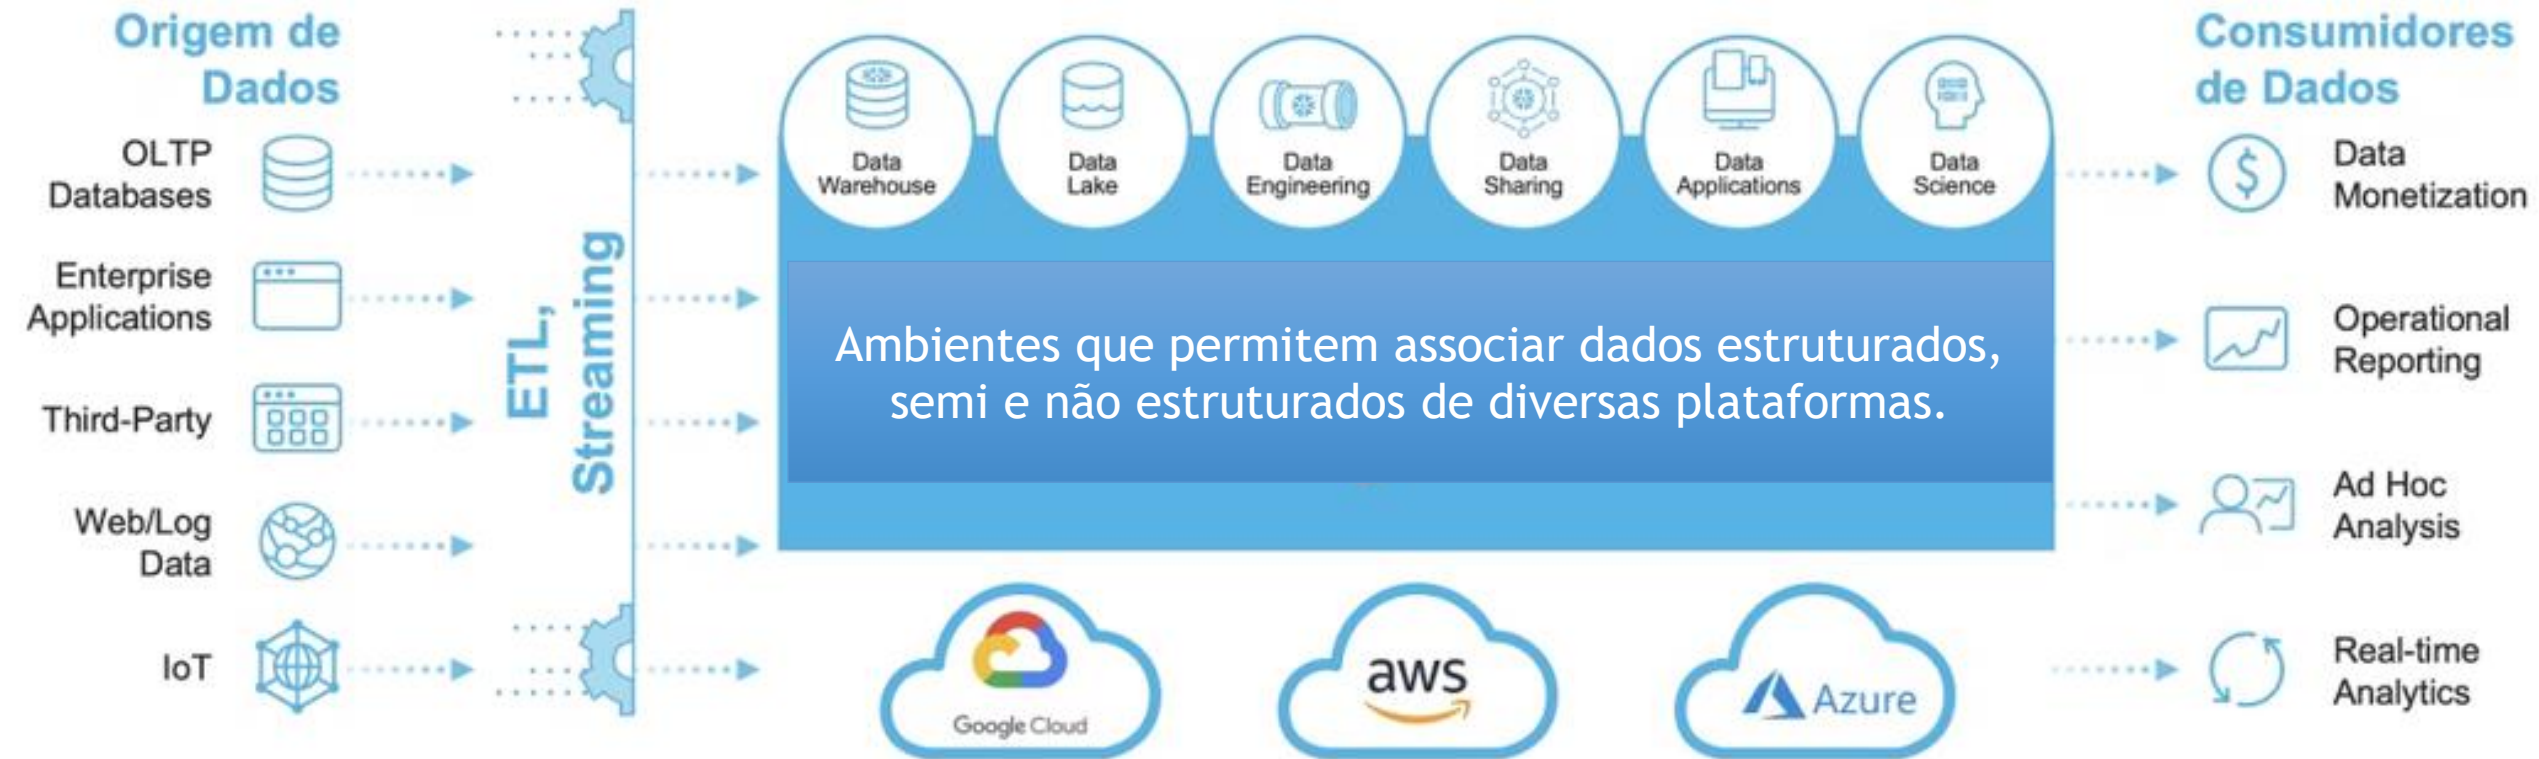 Origem de
Dados
OLTP
Databases
Enterprise
Applications
Third-Party
Web/Log
Data
IoT
ETL,
Streaming
Data
Warehouse
Data
Lake
Data
Engineering
Data
Sharing
Data
Applications
Data
Science
Ambientes que permitem associar dados estruturados,
semi e não estruturados de diversas plataformas.
Google Cloud
aws
Azure
Consumidores
de Dados
Data
Monetization
Operational
Reporting
Ad Hoc
Analysis
Real-time
Analytics